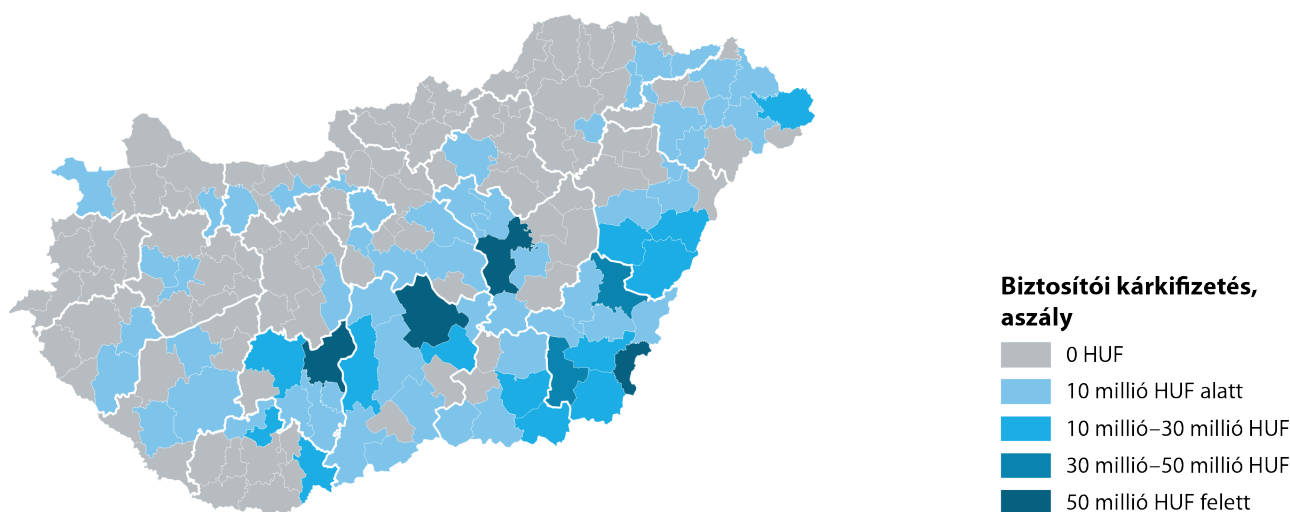 Biztosítói kárkifizetés,
aszály
0 HUF
10 millió HUF alatt
10 millió–30 millió HUF
30 millió–50 millió HUF
50 millió HUF felett